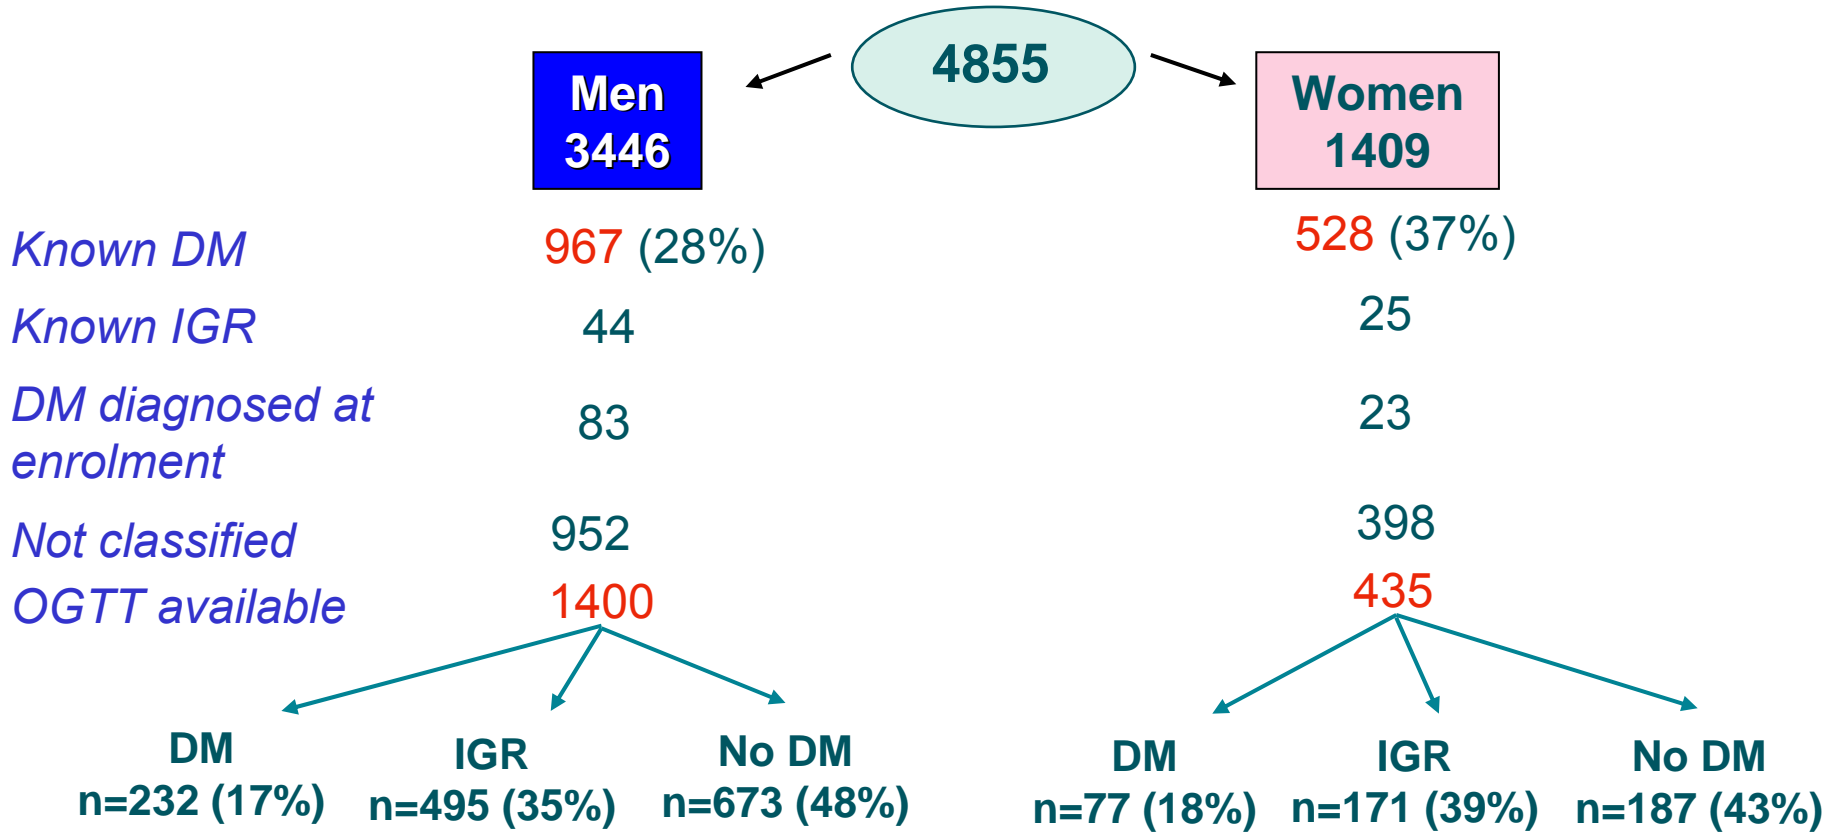 4855
Men
3446
Women
1409
Known DM 967 (28%) 528 (37%)
Known IGR 44 25
DM diagnosed at
enrolment 83 23
Not classified 952 398
OGTT available 1400 435
DM IGR No DM DM IGR No DM
n=232 (17%) n=495 (35%) n=673 (48%) n=77 (18%) n=171 (39%) n=187 (43%)